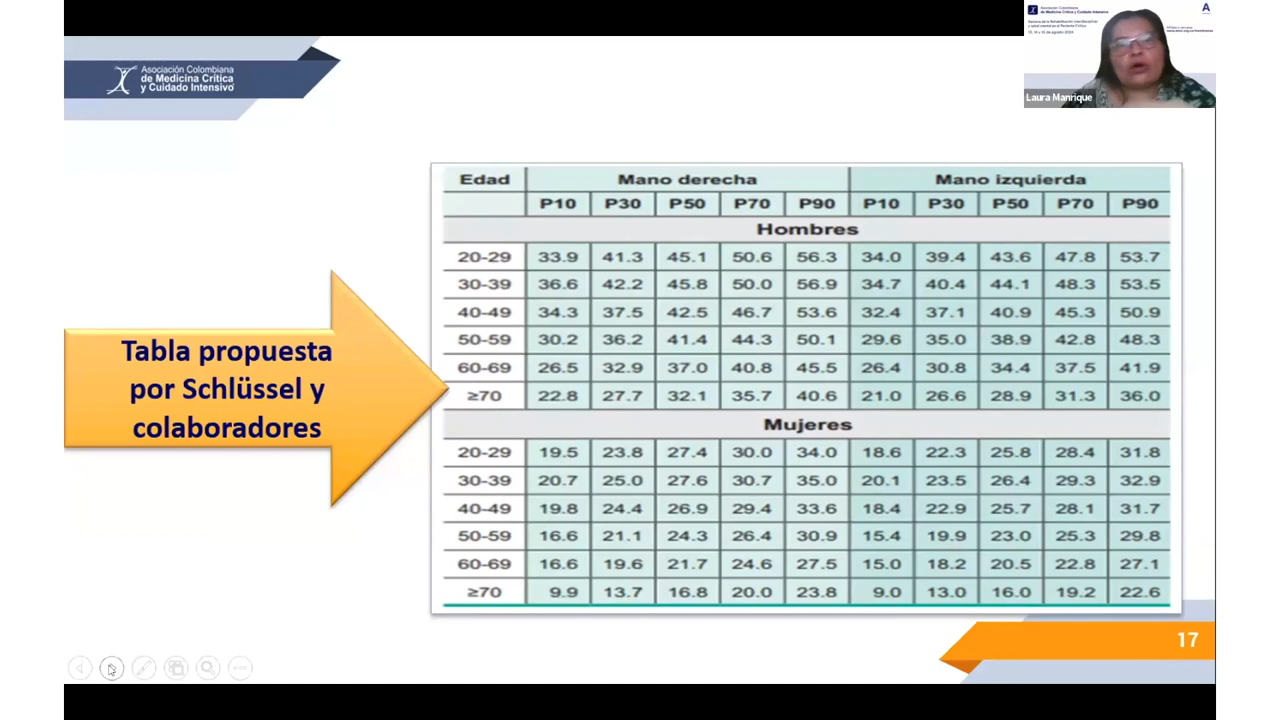 Asociación Colombiana
de Medicina Crítica y Cuidado Intensivo
A
Laura Manrique
Asociación Colombiana
de Medicina Crítica
y Cuidado Intensivo
Tabla propuesta
por Schlüssel y
colaboradores
Edad Mano derecha Mano izquierda
P10 P30 P50 P70 P90 P10 P30 P50 P70 P90
Hombres
20-29 33.9 41.3 45.1 50.6 56.3 34.0 39.4 43.6 47.8 53.7
30-39 36.6 42.2 45.8 50.0 56.9 34.7 40.4 44.1 48.3 53.5
40-49 34.3 37.5 42.5 46.7 53.6 32.4 37.1 40.9 45.3 50.9
50-59 30.2 36.2 41.4 44.3 50.1 29.6 35.0 38.9 42.8 48.3
60-69 26.5 32.9 37.0 40.8 45.5 26.4 30.8 34.4 37.5 41.9
≥70 22.8 27.7 32.1 35.7 40.6 21.0 26.6 28.9 31.3 36.0
Mujeres
20-29 19.5 23.8 27.4 30.0 34.0 18.6 22.3 25.8 28.4 31.8
30-39 20.7 25.0 27.6 30.7 35.0 20.1 23.5 26.4 29.3 32.9
40-49 19.8 24.4 26.9 29.4 33.6 18.4 22.9 25.7 28.1 31.7
50-59 16.6 21.1 24.3 26.4 30.9 15.4 19.9 23.0 25.3 29.8
60-69 16.6 19.6 21.7 24.6 27.5 15.0 18.2 20.5 22.8 27.1
≥70 9.9 13.7 16.8 20.0 23.8 9.0 13.0 16.0 19.2 22.6
17